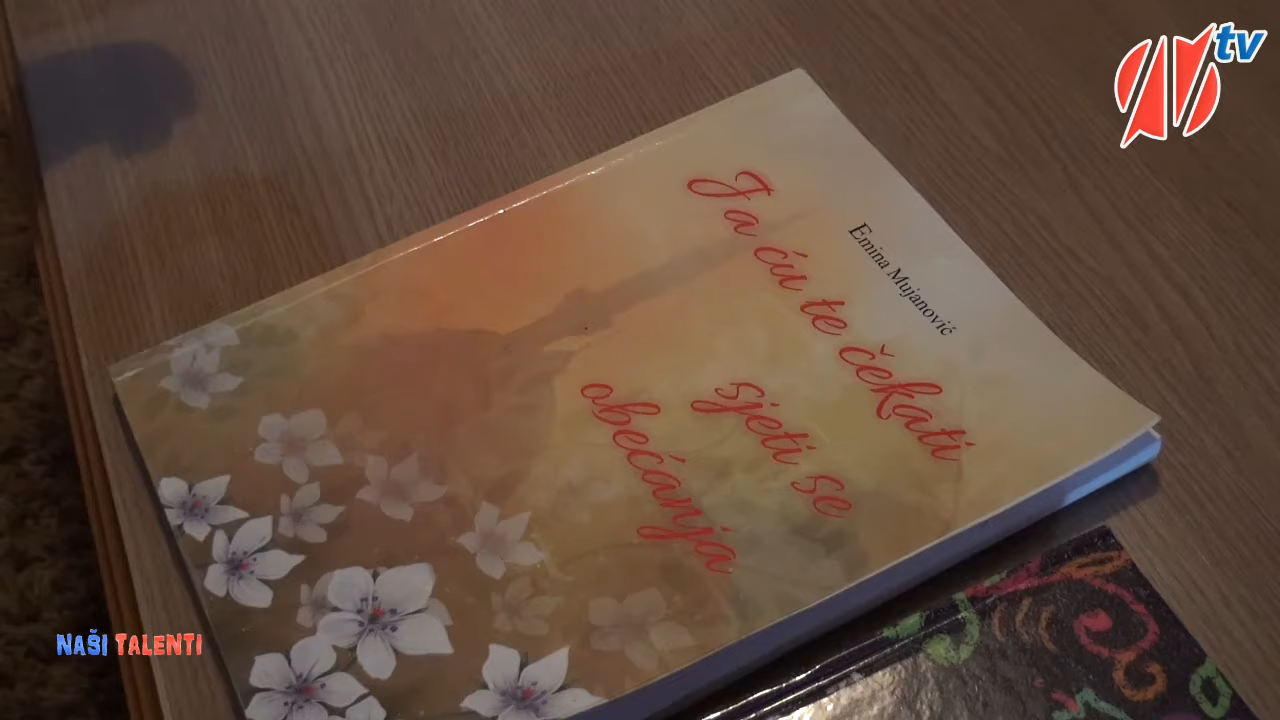 tv
Emina Mujanović
Ja ću te čekati
sjeti se
obećanja
NAŠI TALENTI